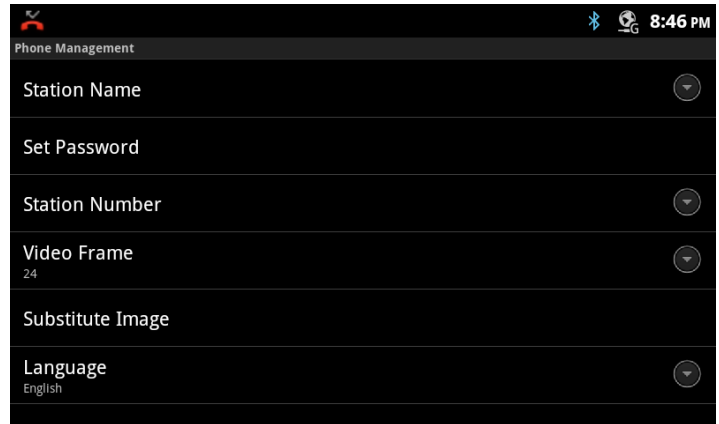 8:46 PM
Phone Management
Station Name
Set Password
Station Number
Video Frame
24
Substitute Image
Language
English